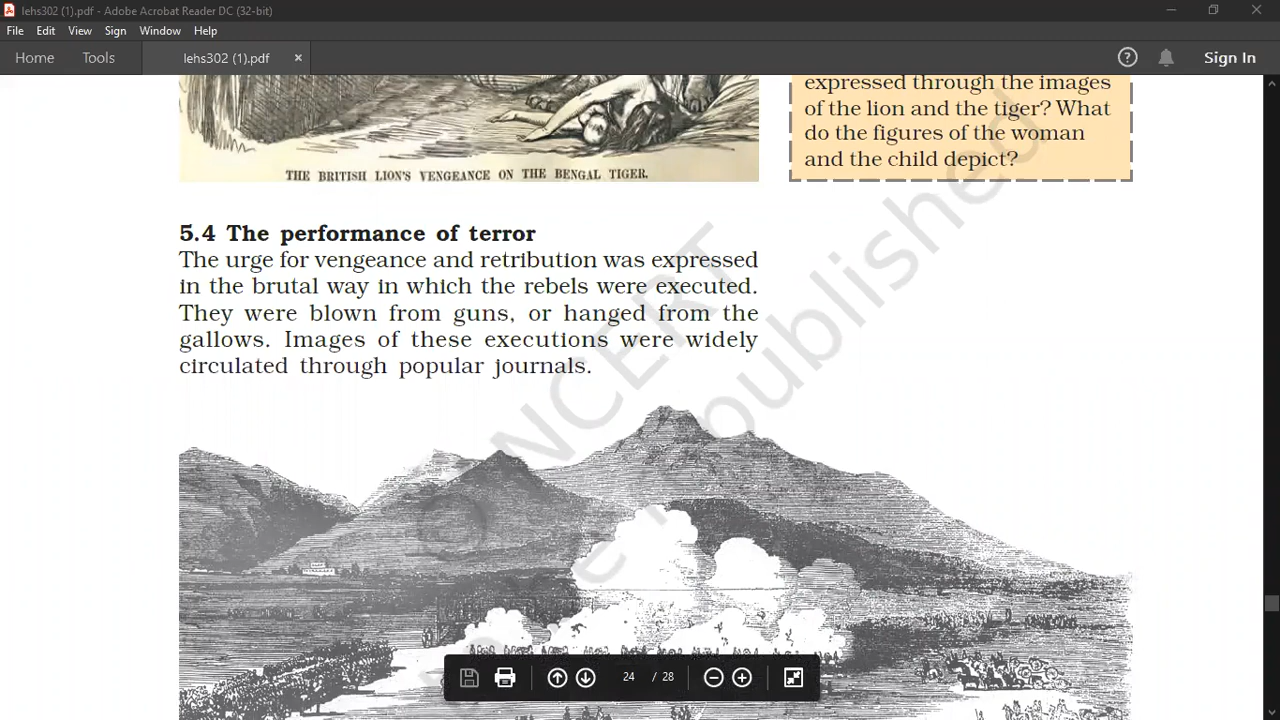 lehs302 (1).pdf - Adobe Acrobat Reader DC (32-bit)
File Edit View Sign Window Help
Home Tools lehs302 (1).pdf × ? Sign In
expressed through the images
of the lion and the tiger? What
do the figures of the woman
and the child depict?
THE BRITISH LION'S VENGEANCE ON THE BENGAL TIGER.
5.4 The performance of terror
The urge for vengeance and retribution was expressed
in the brutal way in which the rebels were executed.
They were blown from guns, or hanged from the
gallows. Images of these executions were widely
circulated through popular journals.
© NCERT
republished
24 / 28